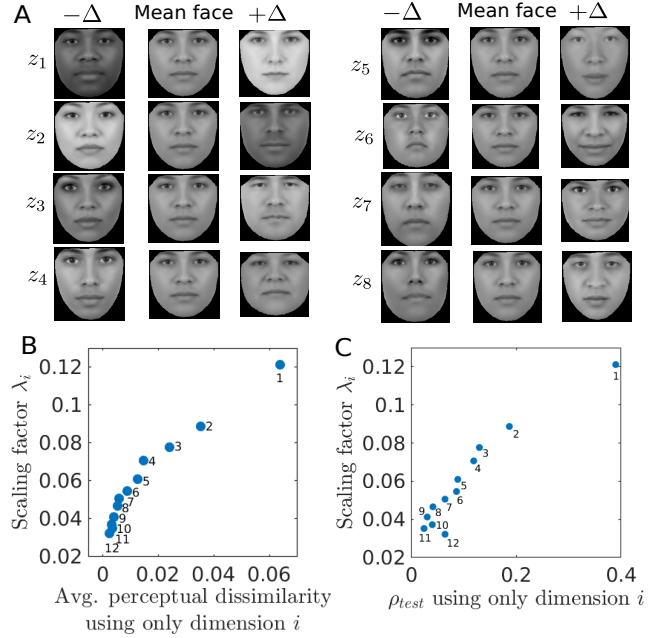 A
−Δ Mean face +Δ
z1
z2
z3
z4
Mean face
−Δ +Δ
z5
z6
z7
z8
B
Scaling factor λi
0.12
0.1
0.08
0.06
0.04
0.02
1
2
3
4
5
6
7
8
9
10
11
12
0 0.02 0.04 0.06
Avg. perceptual dissimilarity
using only dimension i
C
Scaling factor λi
0.12
0.1
0.08
0.06
0.04
0.02
1
2
3
4
5
6
7
8
9
10
11
12
0 0.2 0.4
ρtest using only dimension i